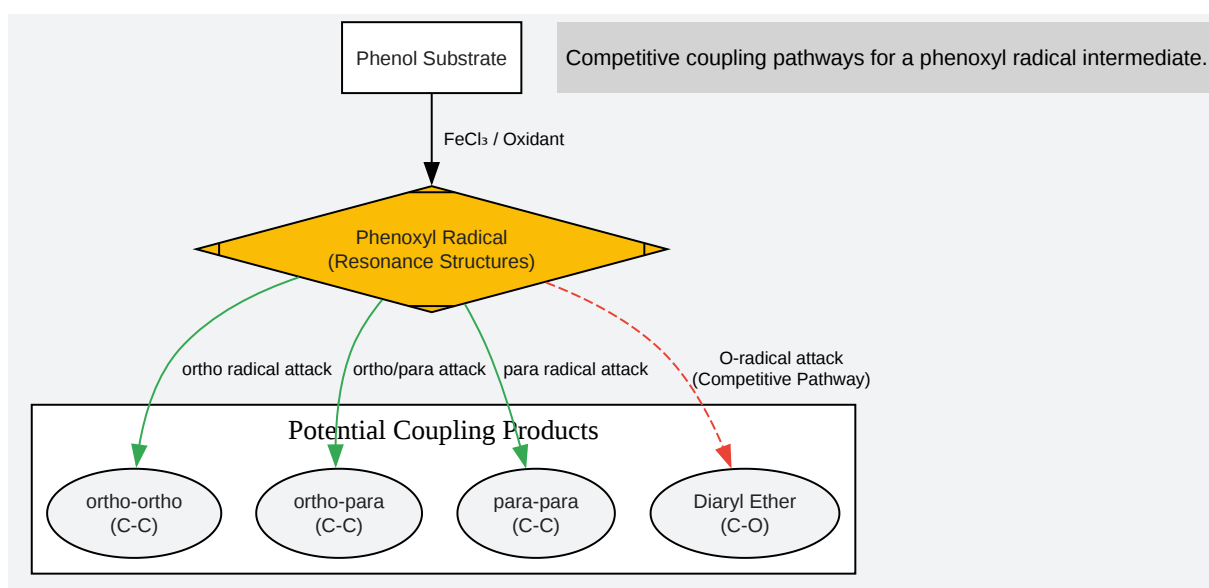 Phenol Substrate
Competitive coupling pathways for a phenoxyl radical intermediate.
FeCl₃ / Oxidant
Phenoxyl Radical
(Resonance Structures)
ortho radical attack
ortho/para attack
para radical attack
O-radical attack
(Competitive Pathway)
Potential Coupling Products
ortho-ortho
(C-C)
ortho-para
(C-C)
para-para
(C-C)
Diaryl Ether
(C-O)